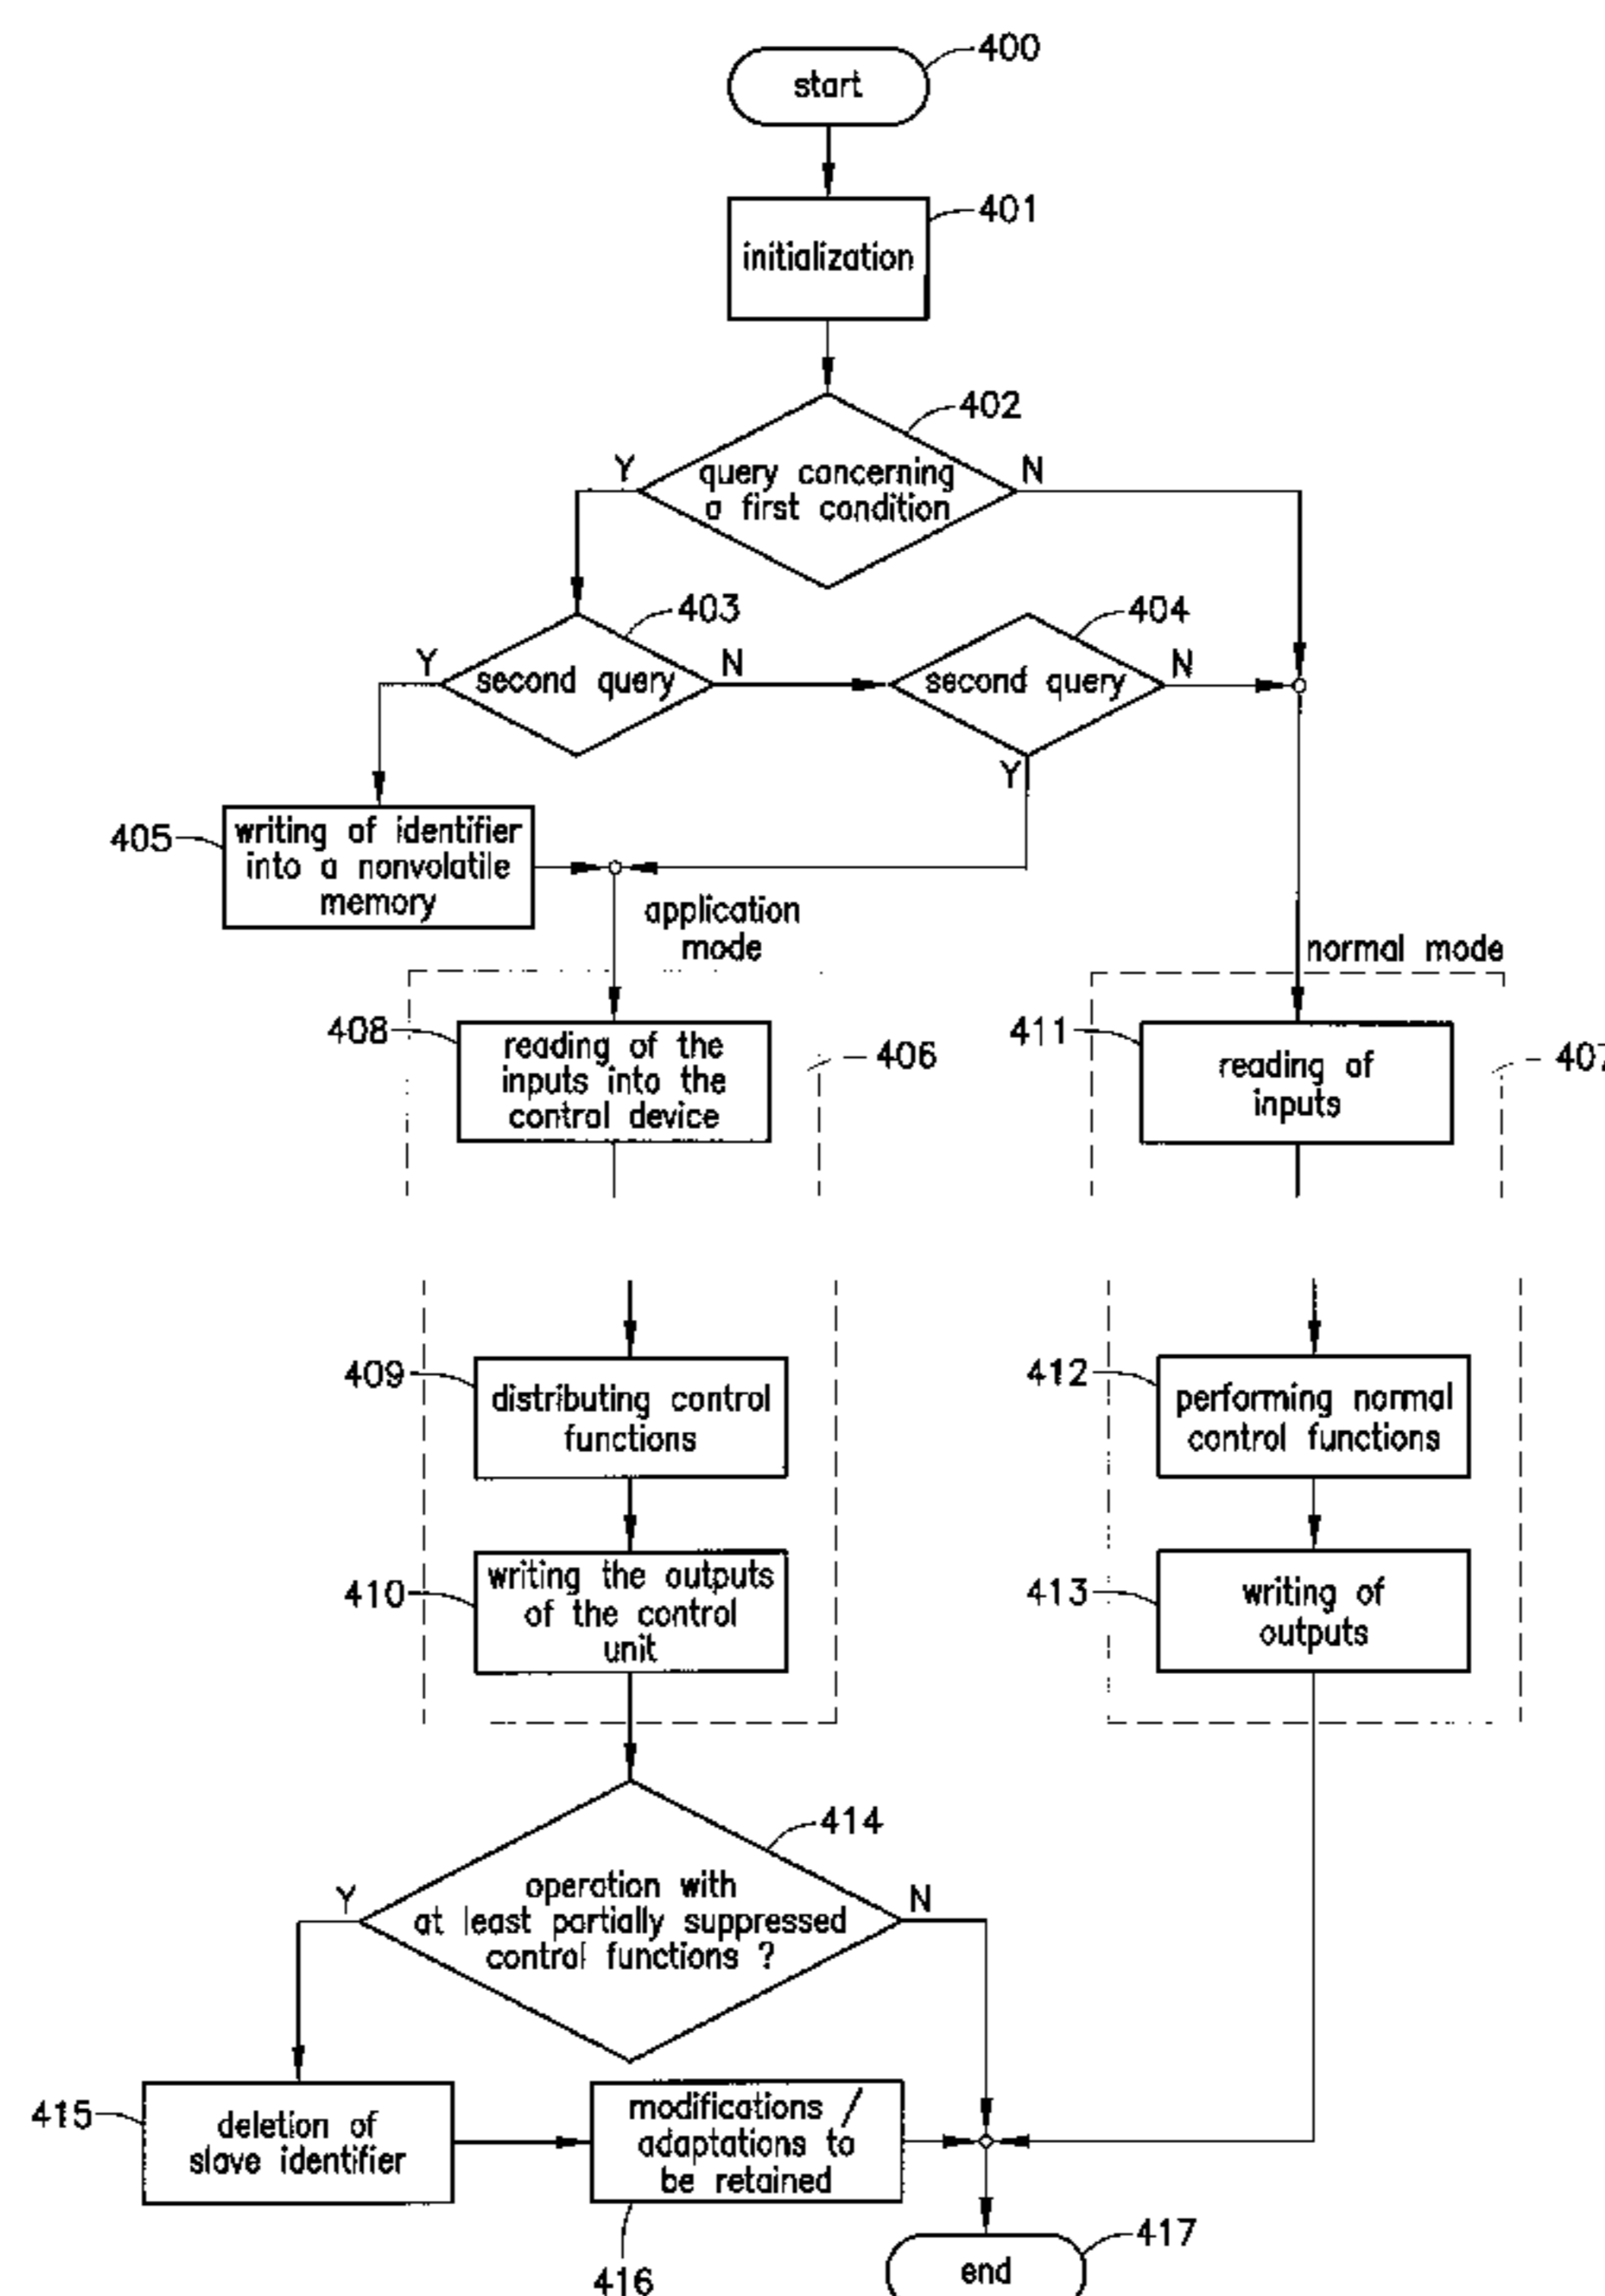 start
400
initialization
401
402
query concerning
a first condition
Y
N
403
404
Y
second query
N
second query
N
Y
405
writing of identifier
into a nonvolatile
memory
application
mode
normal mode
408
reading of the
inputs into the
control device
406
411
reading of
inputs
407
409
distributing control
functions
412
performing normal
control functions
410
writing the outputs
of the control
unit
413
writing of
outputs
414
Y
operation with
at least partially suppressed
control functions ?
N
415
deletion of
slave identifier
modifications /
adaptations to
be retained
416
417
end